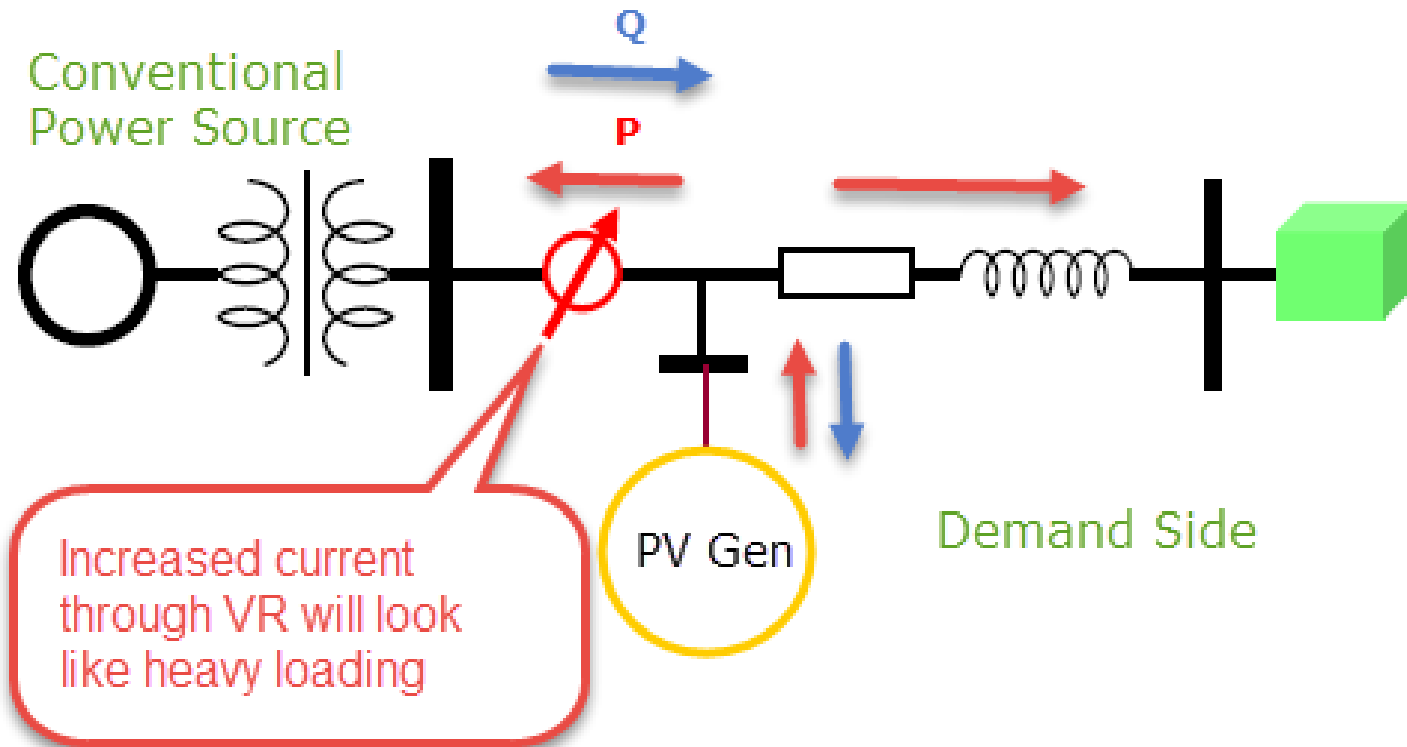 Q
Conventional
Power Source
P
PV Gen
Demand Side
Increased current
through VR will look
like heavy loading